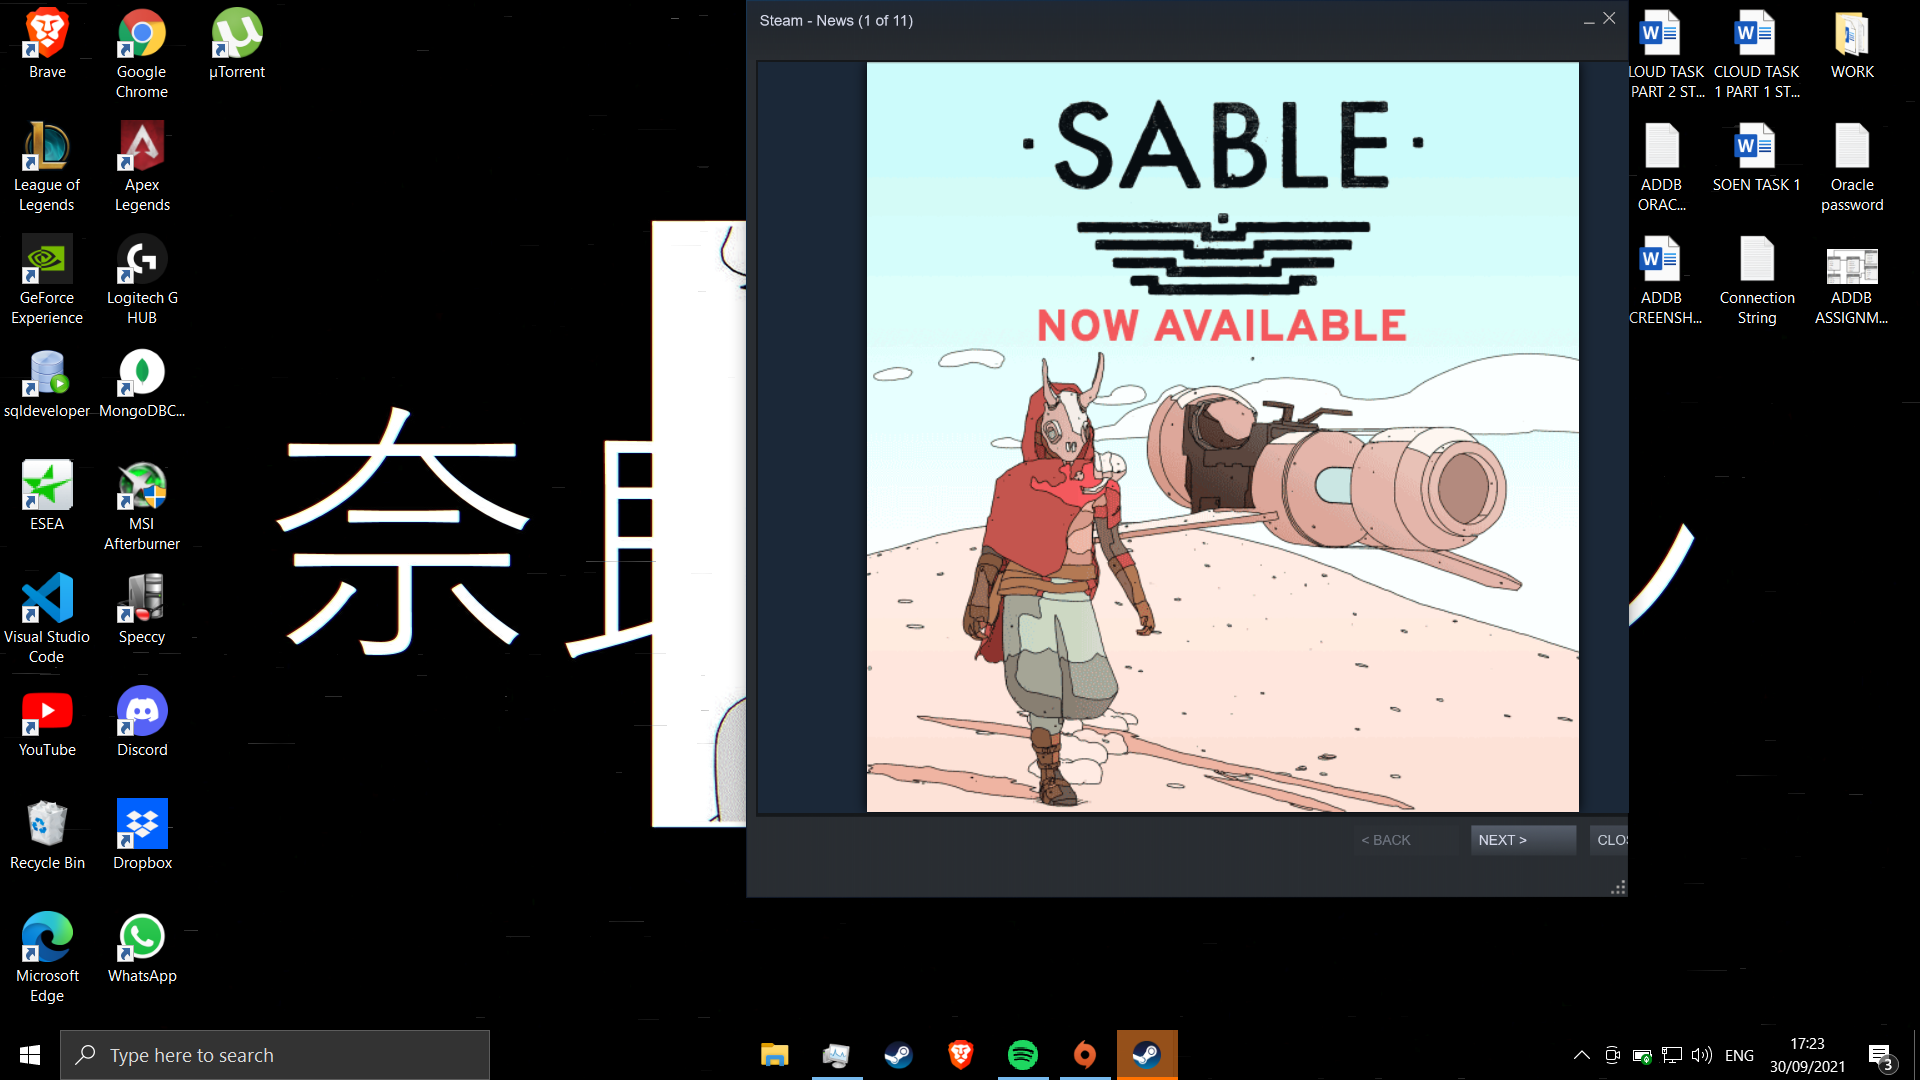 Brave
Google
Chrome
µTorrent
League of
Legends
Apex
Legends
GeForce
Experience
Logitech G
HUB
sqldeveloper
MongoDBC...
ESEA
MSI
Afterburner
Visual Studio
Code
Speccy
YouTube
Discord
Recycle Bin
Dropbox
Microsoft
Edge
WhatsApp
奈
Steam - News (1 of 11)
· SABLE ·
NOW AVAILABLE
< BACK
NEXT >
CLOS
LOUD TASK
PART 2 ST...
CLOUD TASK
1 PART 1 ST...
WORK
ADDB
ORAC...
SOEN TASK 1
Oracle
password
ADDB
CREENSH...
Connection
String
ADDB
ASSIGNM...
Type here to search
ENG
17:23
30/09/2021
3